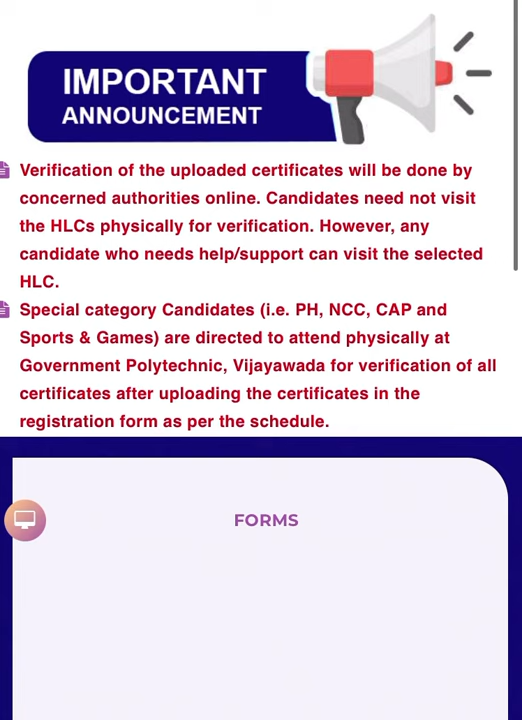 IMPORTANT
ANNOUNCEMENT
Verification of the uploaded certificates will be done by
concerned authorities online. Candidates need not visit
the HLCs physically for verification. However, any
candidate who needs help/support can visit the selected
HLC.
Special category Candidates (i.e. PH, NCC, CAP and
Sports & Games) are directed to attend physically at
Government Polytechnic, Vijayawada for verification of all
certificates after uploading the certificates in the
registration form as per the schedule.
FORMS